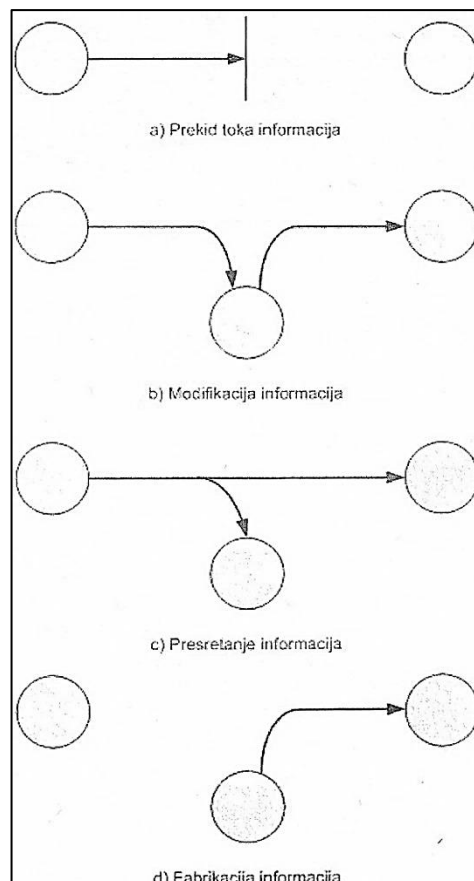 a) Prekid toka informacija
b) Modifikacija informacija
c) Presretanje informacija
d) Fabrikacija informacija